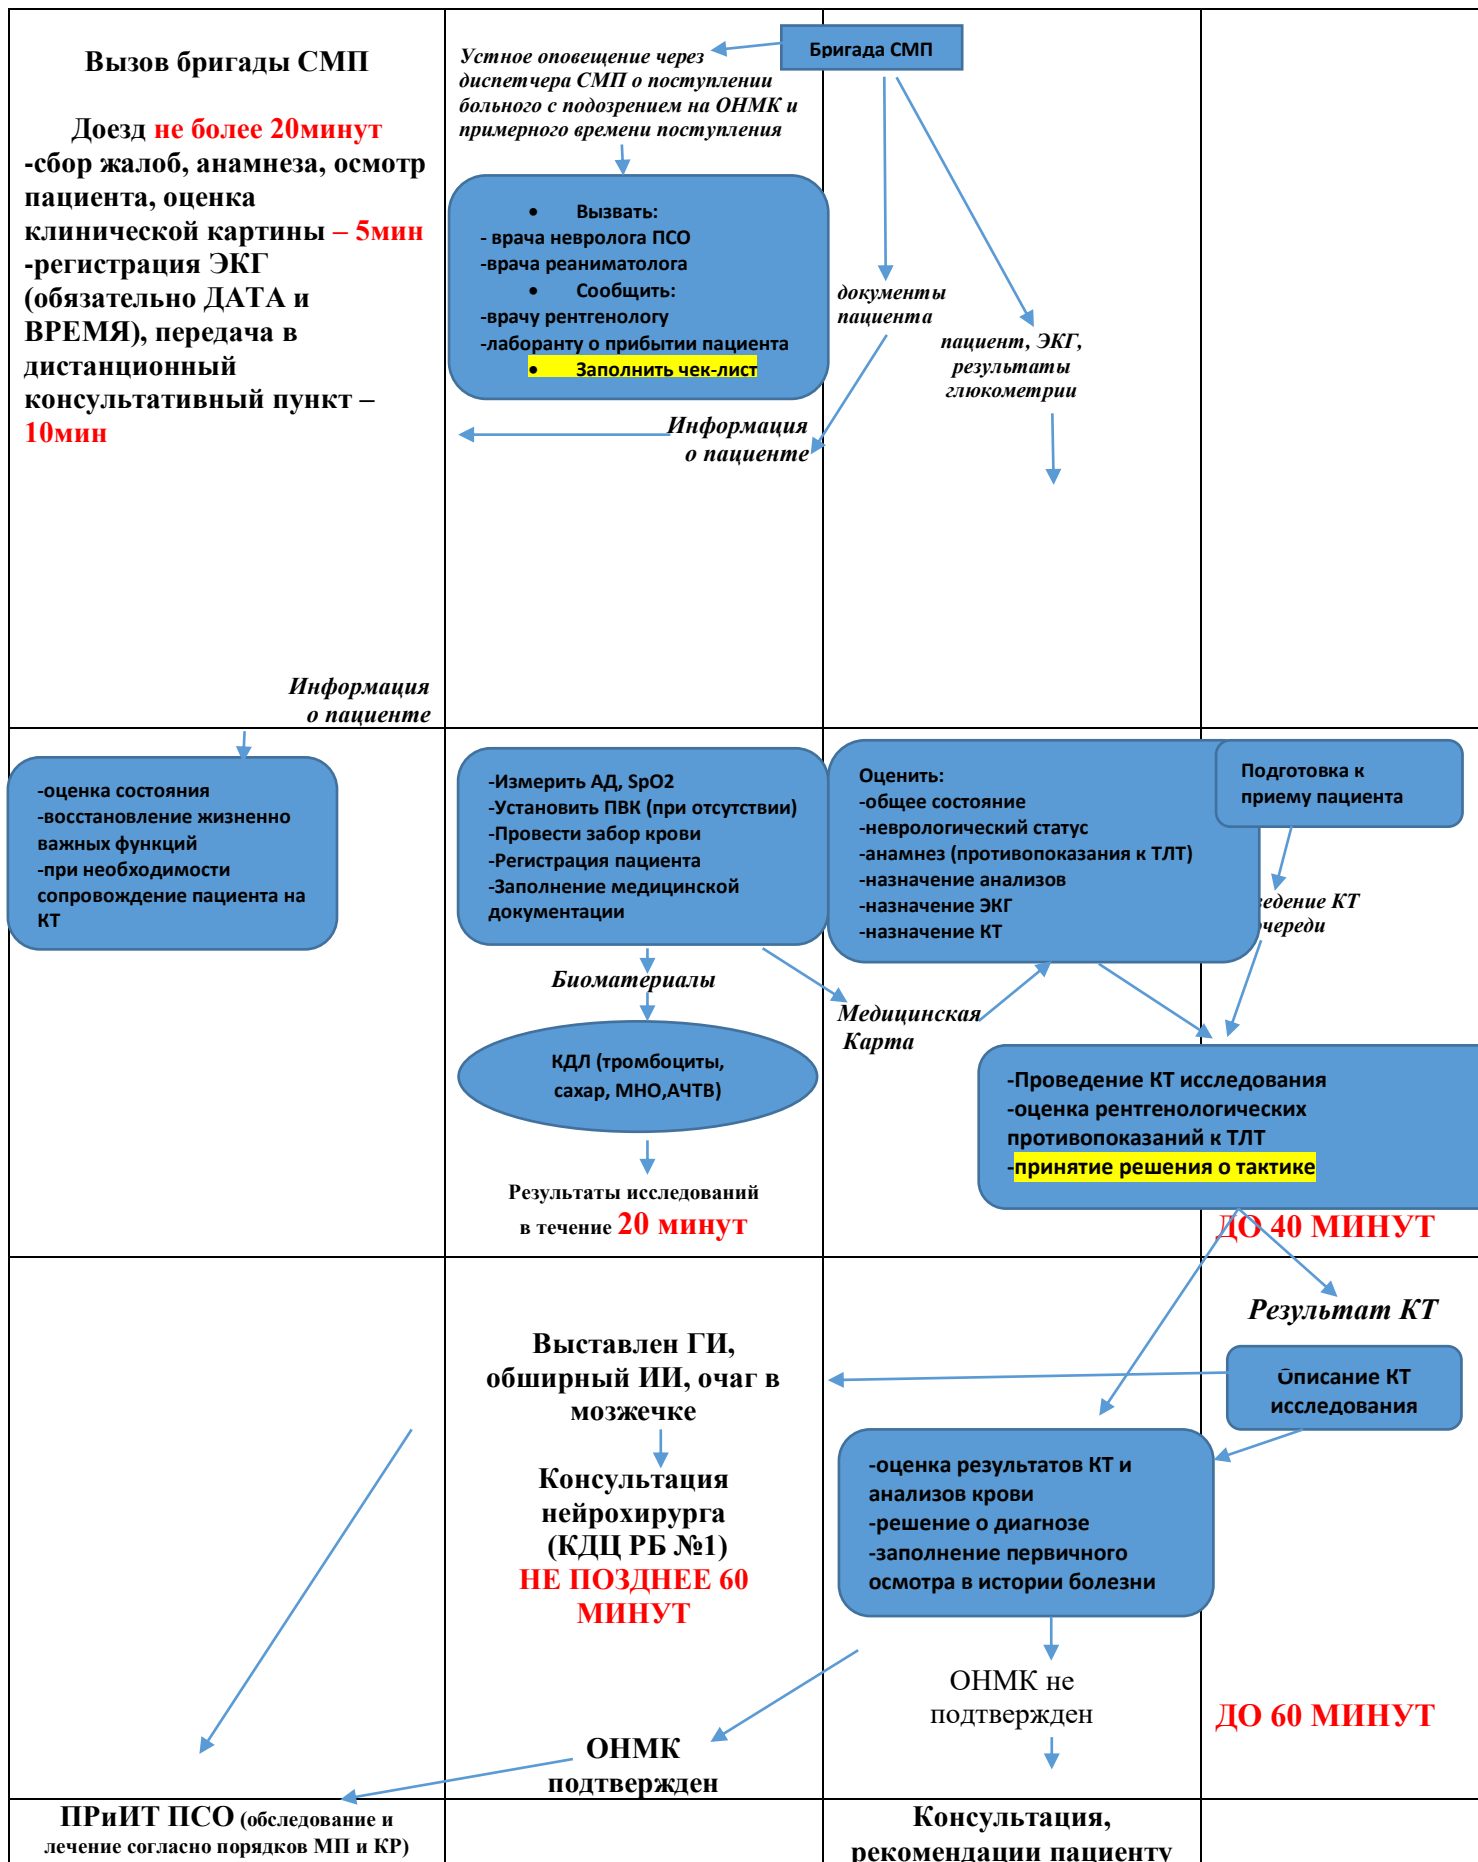 Вызов бригады СМП
Доезд не более 20минут
-сбор жалоб, анамнеза, осмотр
пациента, оценка
клинической картины – 5мин
-регистрация ЭКГ
(обязательно ДАТА и
ВРЕМЯ), передача в
дистанционный
консультативный пункт –
10мин
Информация
о пациенте
Устное оповещение через
диспетчера СМП о поступлении
больного с подозрением на ОНМК и
примерного времени поступления
Бригада СМП
• Вызвать:
- врача невролога ПСО
-врача реаниматолога
• Сообщить:
-врачу рентгенологу
-лаборанту о прибытии пациента
• Заполнить чек-лист
Информация
о пациенте
документы
пациента
пациент, ЭКГ,
результаты
глюкометрии
-оценка состояния
-восстановление жизненно
важных функций
-при необходимости
сопровождение пациента на
КТ
-Измерить АД, SpO2
-Установить ПВК (при отсутствии)
-Провести забор крови
-Регистрация пациента
-Заполнение медицинской
документации
Биоматериалы
КДЛ (тромбоциты,
сахар, МНО,АЧТВ)
Результаты исследований
в течение 20 минут
Оценить:
-общее состояние
-неврологический статус
-анамнез (противопоказания к ТЛТ)
-назначение анализов
-назначение ЭКГ
-назначение КТ
Медицинская
Карта
Подготовка к
приему пациента
ведение КТ
очереди
-Проведение КТ исследования
-оценка рентгенологических
противопоказаний к ТЛТ
-принятие решения о тактике
ДО 40 МИНУТ
Выставлен ГИ,
обширный ИИ, очаг в
мозжечке
Консультация
нейрохирурга
(КДЦ РБ №1)
НЕ ПОЗДНЕЕ 60
МИНУТ
ОНМК
подтвержден
Результат КТ
Описание КТ
исследования
-оценка результатов КТ и
анализов крови
-решение о диагнозе
-заполнение первичного
осмотра в истории болезни
ОНМК не
подтвержден
ДО 60 МИНУТ
ПРиИТ ПСО (обследование и
лечение согласно порядков МП и КР)
Консультация,
рекомендации пациенту